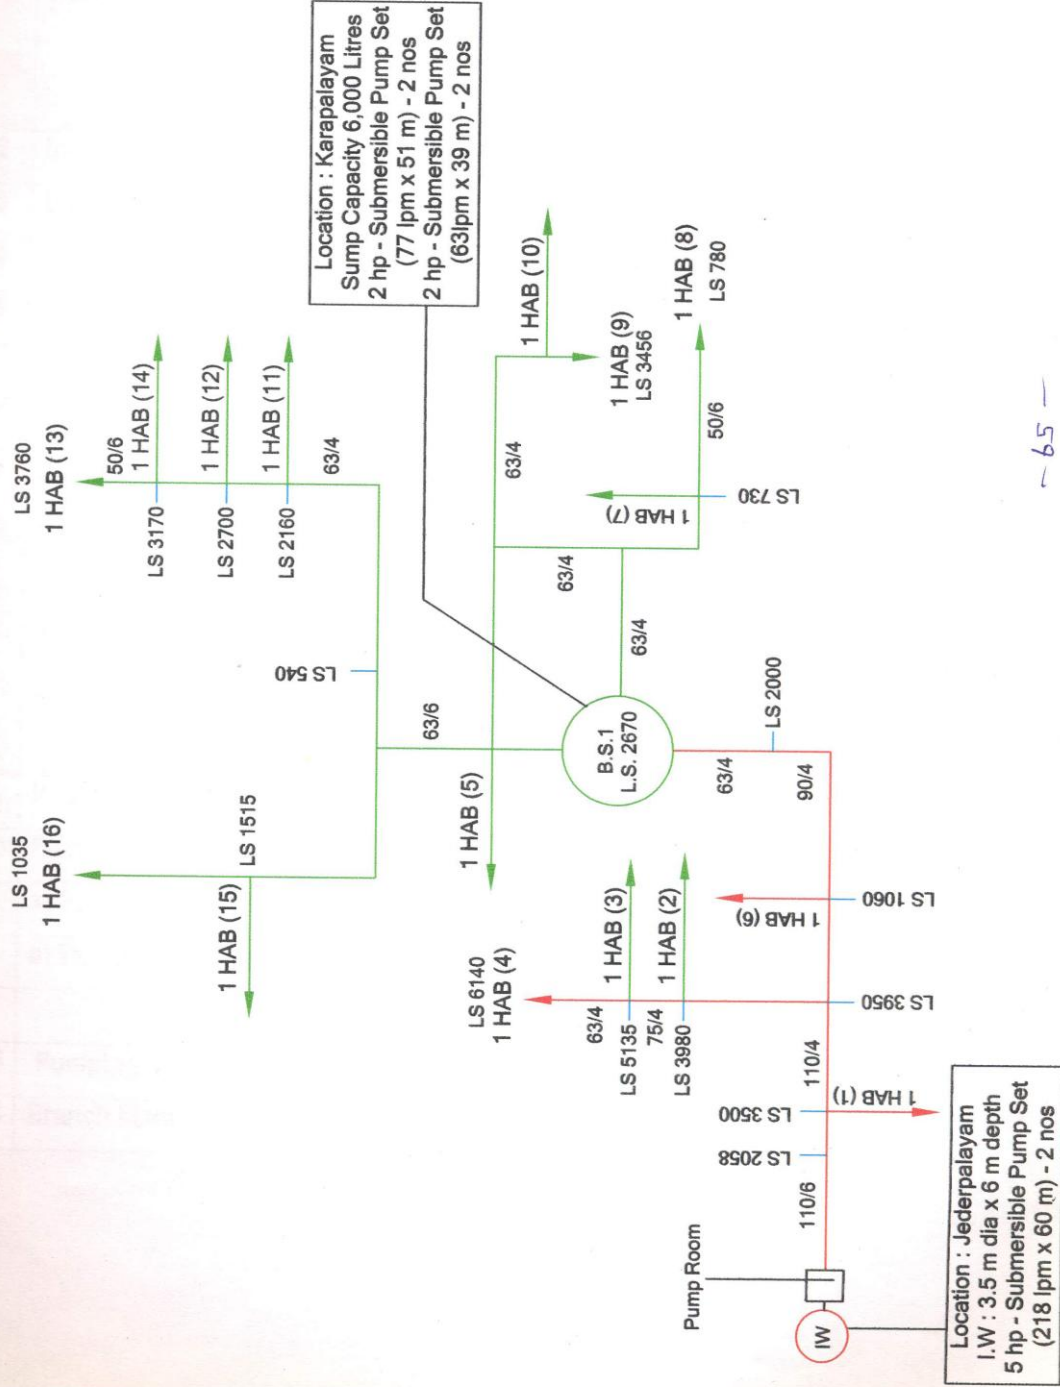 Location : Karapalayam
Sump Capacity 6,000 Litres
2 hp - Submersible Pump Set
(77 lpm x 51 m) - 2 nos
2 hp - Submersible Pump Set
(63lpm x 39 m) - 2 nos
LS 3760
1 HAB (13)
50/6
1 HAB (14)
LS 3170
1 HAB (12)
LS 2700
1 HAB (11)
LS 2160
63/4
LS 540
63/6
LS 1035
1 HAB (16)
LS 1515
1 HAB (15)
1 HAB (10)
1 HAB (9)
LS 3456
63/4
1 HAB (8)
LS 780
50/6
1 HAB (7)
LS 730
63/4
63/4
1 HAB (5)
B.S.1
L.S. 2670
63/4
LS 2000
90/4
LS 6140
1 HAB (4)
63/4
1 HAB (3)
LS 5135
75/4
1 HAB (2)
LS 3980
1 HAB (6)
LS 1060
LS 3950
110/4
1 HAB (1)
LS 3500
LS 2058
110/6
Pump Room
IW
Location : Jederpalayam
I.W : 3.5 m dia x 6 m depth
5 hp - Submersible Pump Set
(218 lpm x 60 m) - 2 nos
- 65 -